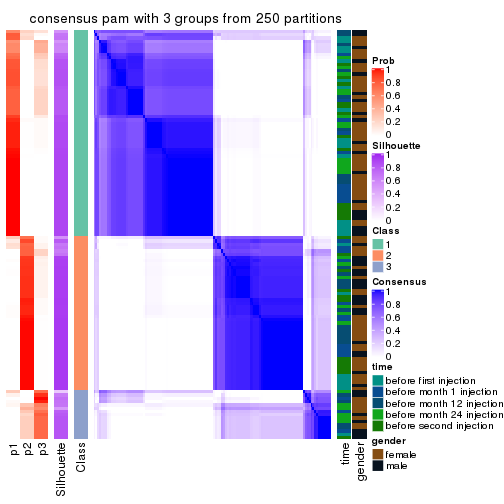 consensus pam with 3 groups from 250 partitions
Prob
1
0.8
0.6
0.4
0.2
0
Silhouette
1
0.8
0.6
0.4
0.2
0
Class
1
2
3
Consensus
1
0.8
0.6
0.4
0.2
0
time
before first injection
before month 1 injection
before month 12 injection
before month 24 injection
before second injection
gender
female
male
p1
p2
p3
Silhouette
Class
time
gender